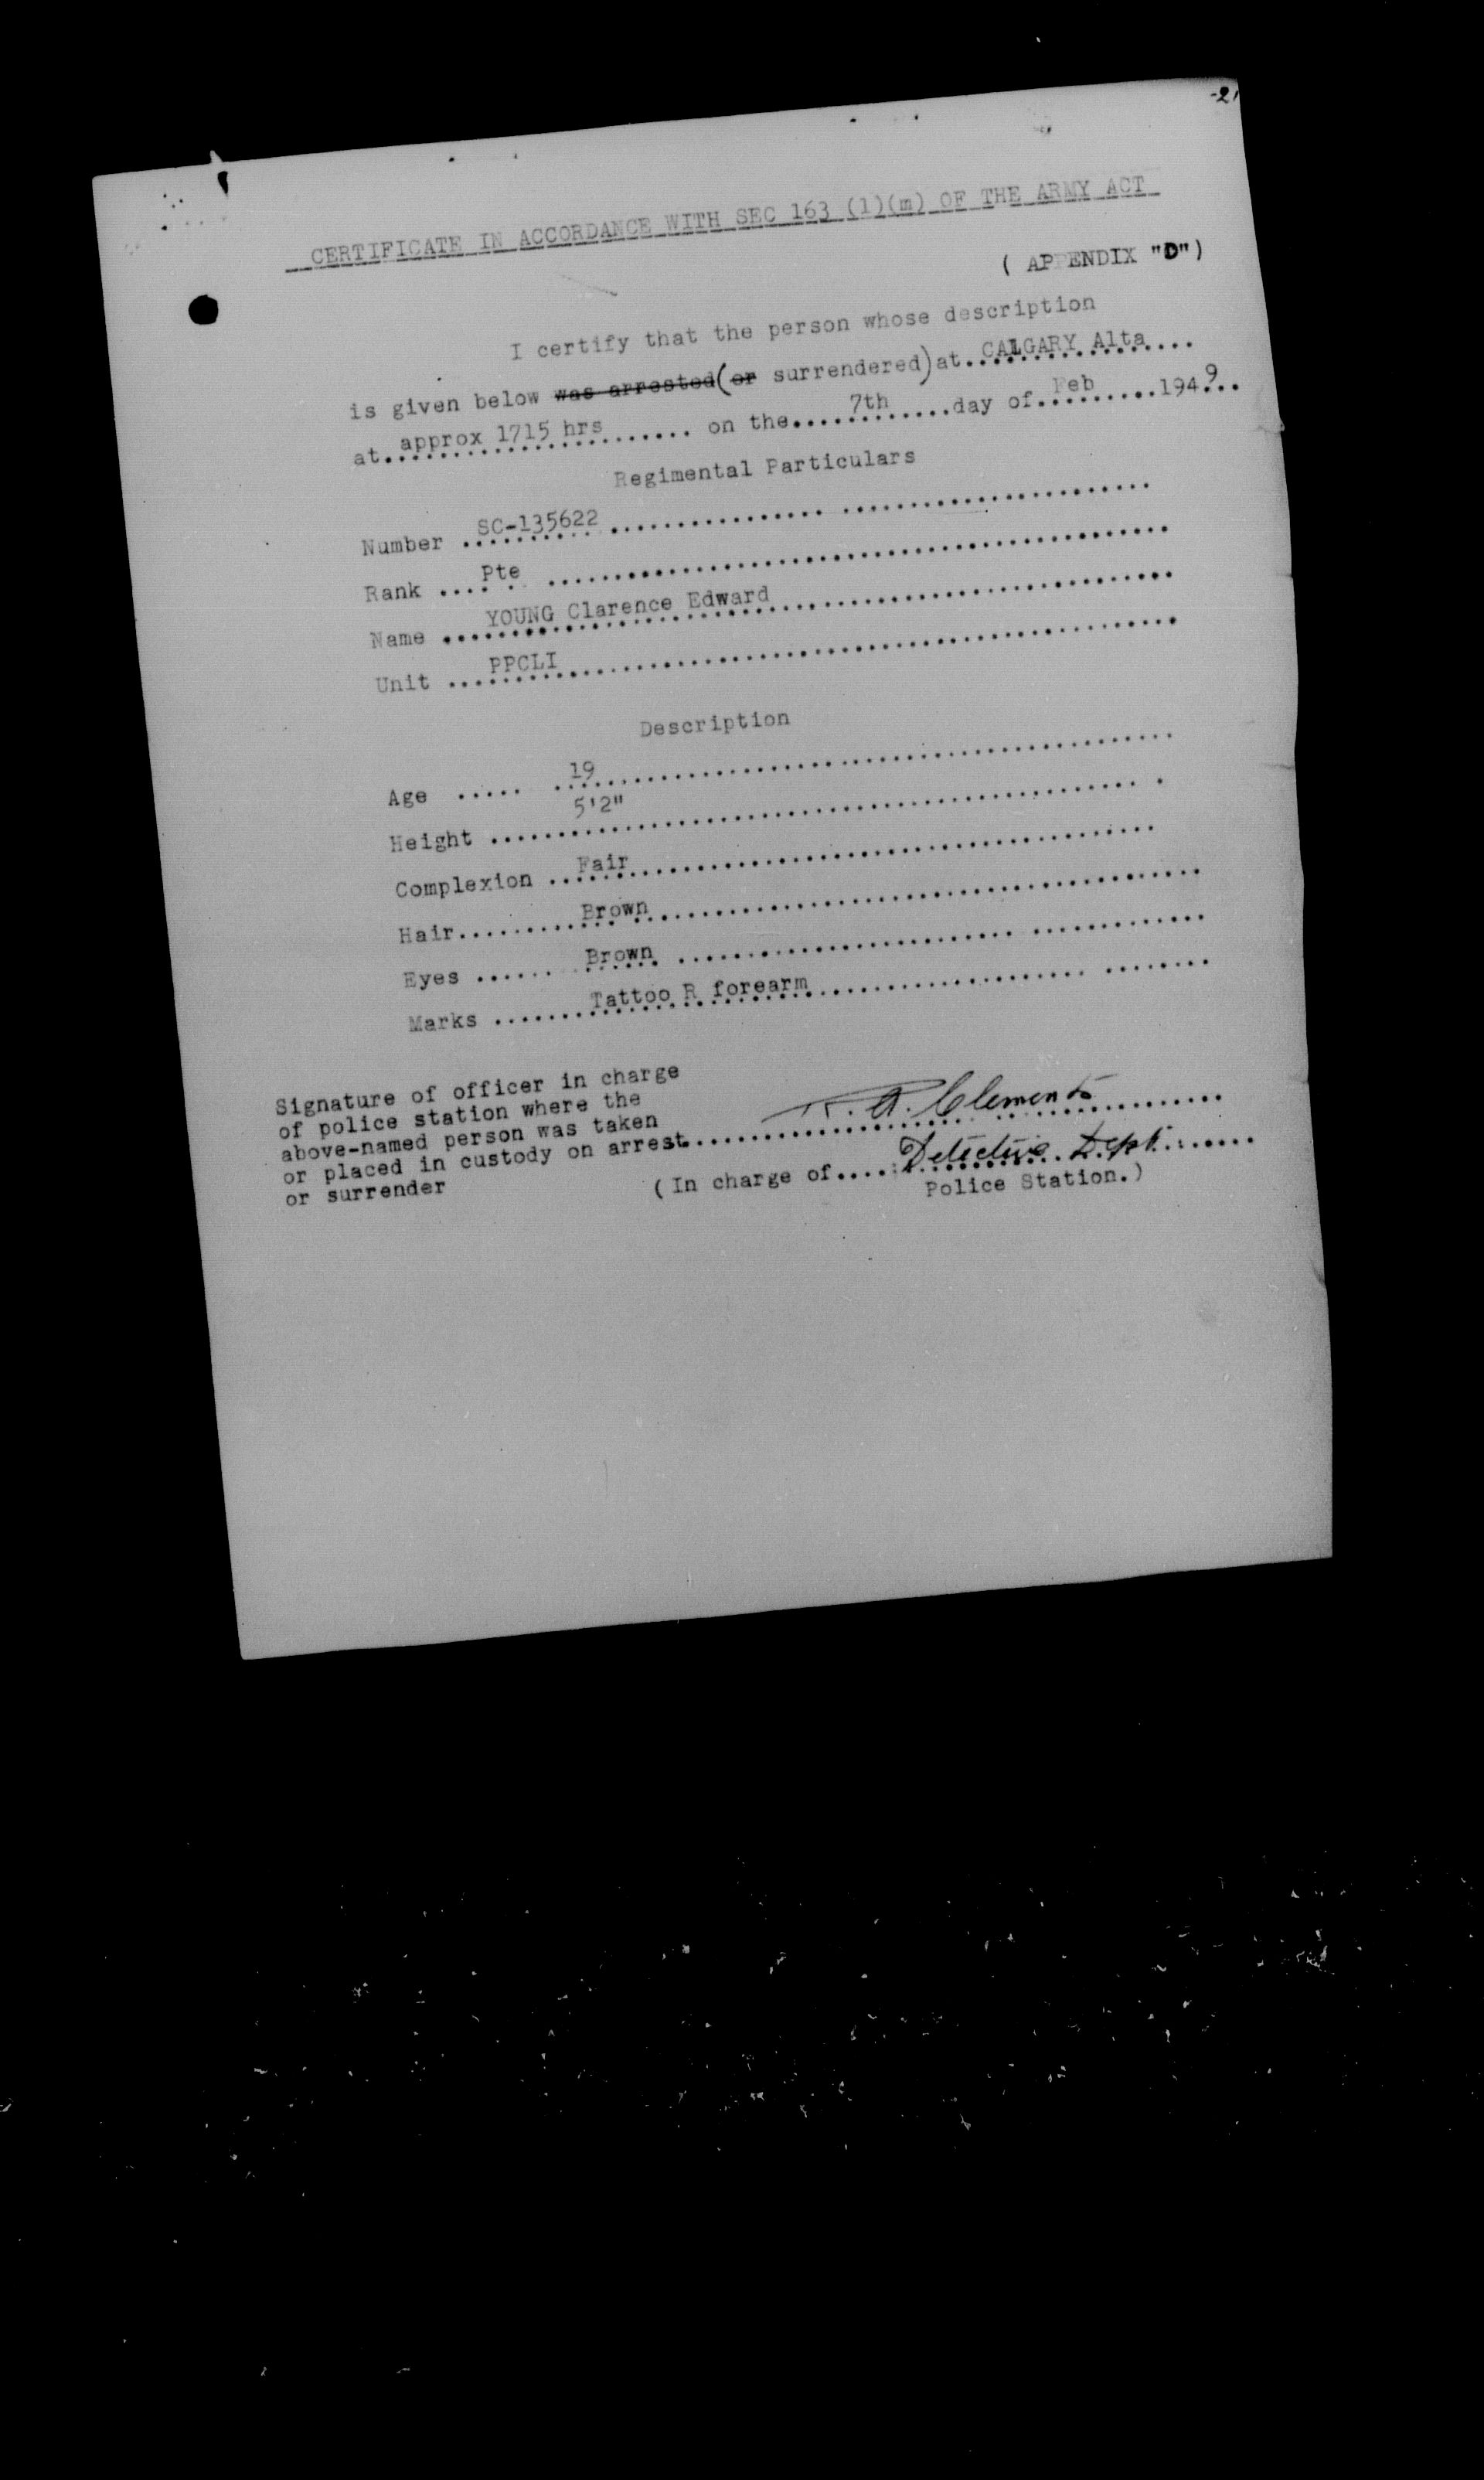 -2
CERTIFICATE IN ACCORDANCE WITH SEC 163 (1)(m) OF THE ARMY ACT
( APPENDIX "D")
I certify that the person whose description
is given below was arrested (or surrendered) at..CALGARY Alta....
at..approx 1715 hrs........ on the....7th.....day of..Feb......1949..
Regimental Particulars
Number ....SC-135622..............................
Rank ....Pte ..............................
Name ....YOUNG Clarence Edward..............................
Unit ....PPCLI..............................
Description
Age ..... ..19..............................
Height ......5'2"..............................
Complexion ...Fair..............................
Hair............Brown..............................
Eyes ...... Brown ..............................
Marks ........Tattoo R forearm..............................
Signature of officer in charge
of police station where the
above-named person was taken
or placed in custody on arrest........ A. Clements........
or surrender (In charge of.....Detective Dept......
Police Station.)